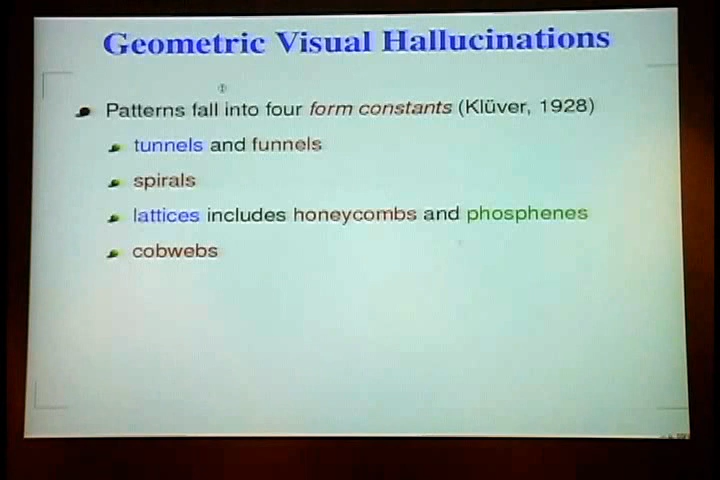 Geometric Visual Hallucinations
Patterns fall into four form constants (Klüver, 1928)
tunnels and funnels
spirals
lattices includes honeycombs and phosphenes
cobwebs